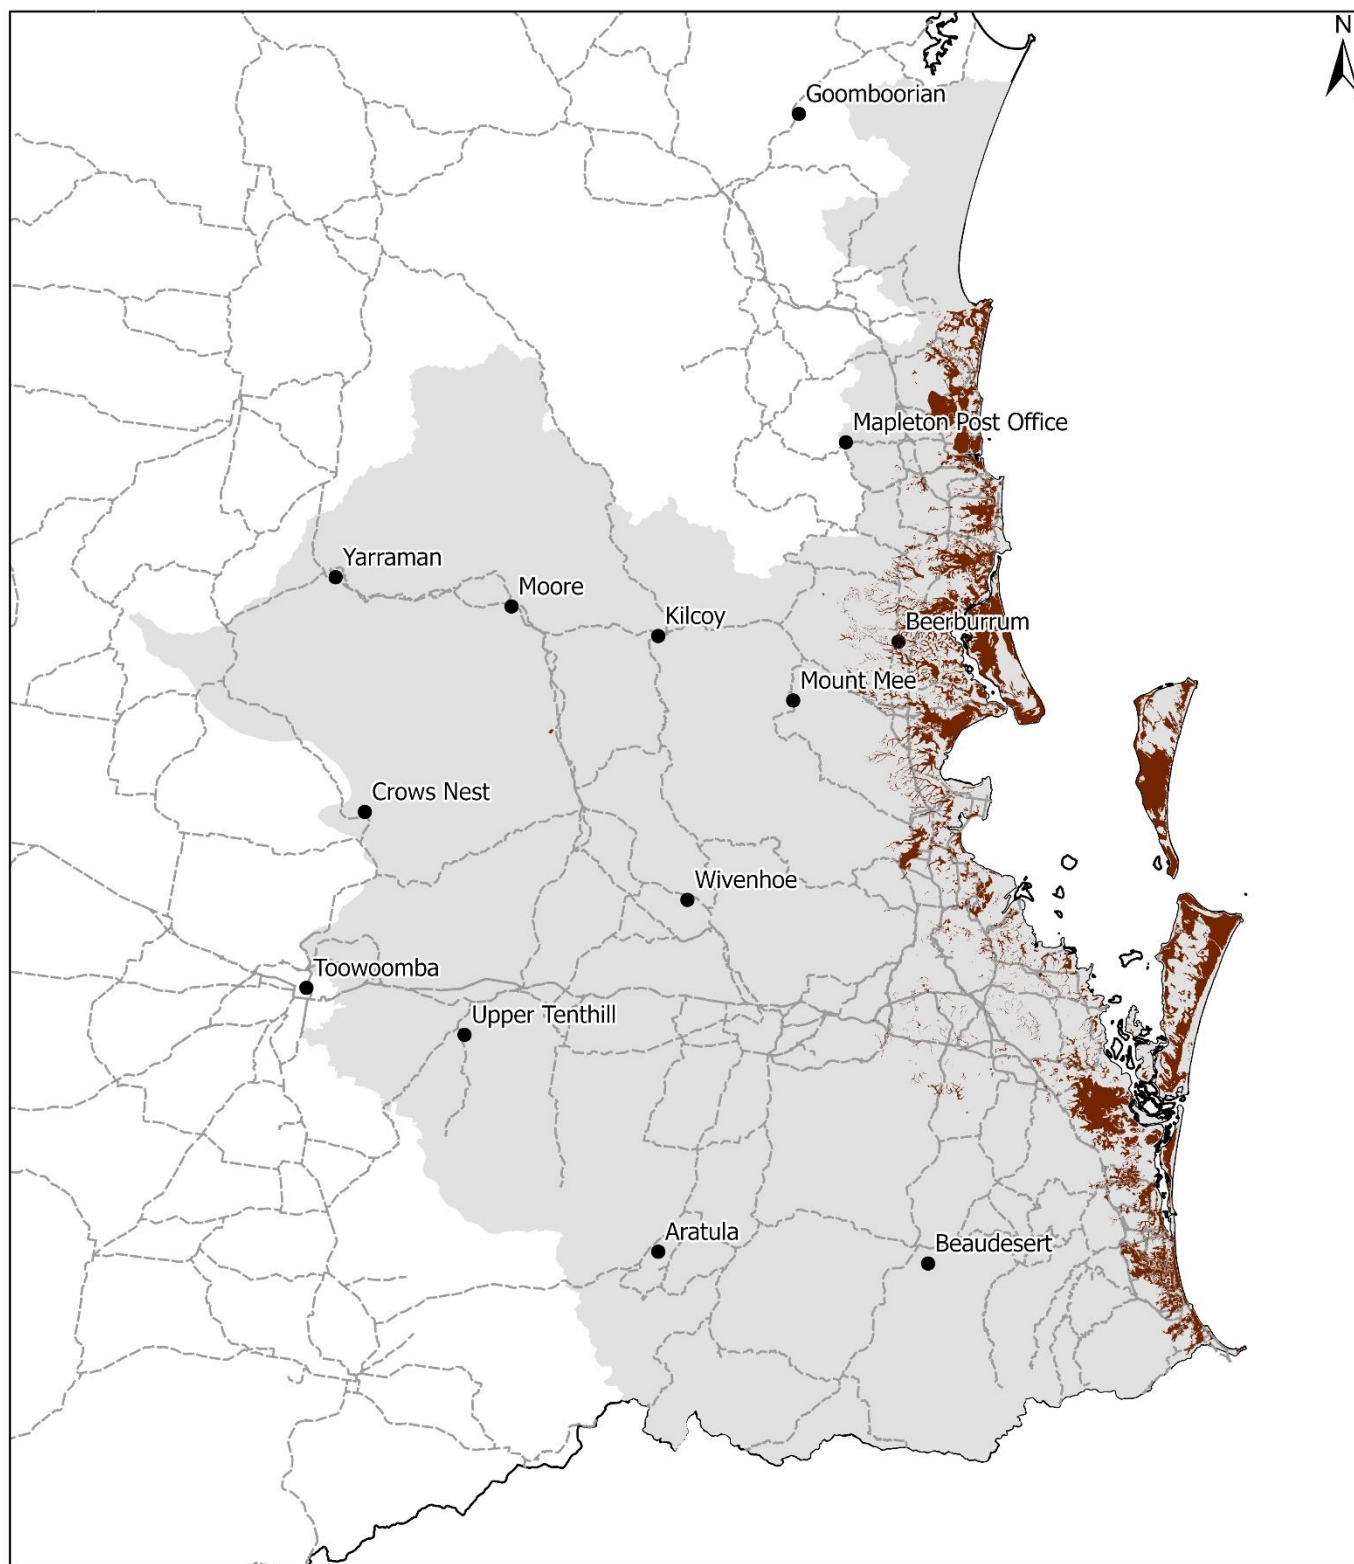 N
Goomboorian
Mapleton Post Office
Yarraman
Moore
Kilcoy
Beerburrum
Mount Mee
Crows Nest
Wivenhoe
Toowoomba
Upper Tenthill
Aratula
Beaudesert